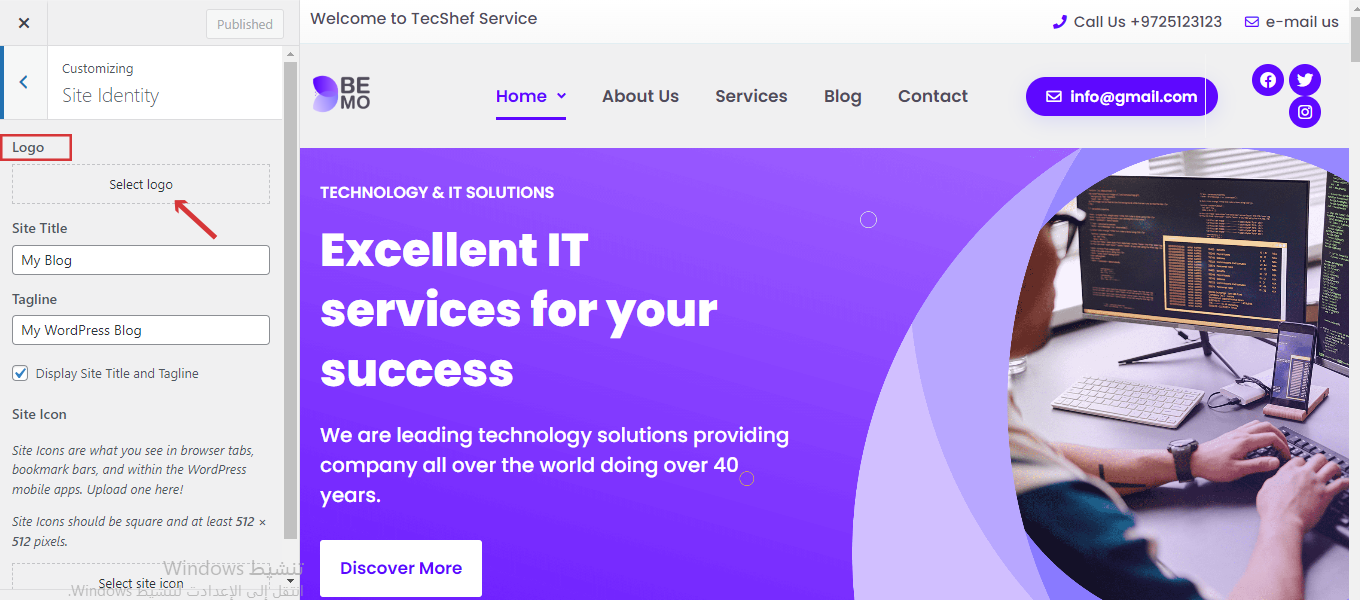 Published
Customizing
Site Identity
Logo
Select logo
Site Title
My Blog
Tagline
My WordPress Blog
Display Site Title and Tagline
Site Icon
Site Icons are what you see in browser tabs,
bookmark bars, and within the WordPress
mobile apps. Upload one here!
Site Icons should be square and at least 512 ×
512 pixels.
Select site icon
تنشيط Windows
انتقل إلى الإعدادت لتنشيط Windows.
Welcome to TecShef Service
Call Us +9725123123
e-mail us
BE
MO
Home
About Us
Services
Blog
Contact
info@gmail.com
TECHNOLOGY & IT SOLUTIONS
Excellent IT
services for your
success
We are leading technology solutions providing
company all over the world doing over 40
years.
Discover More